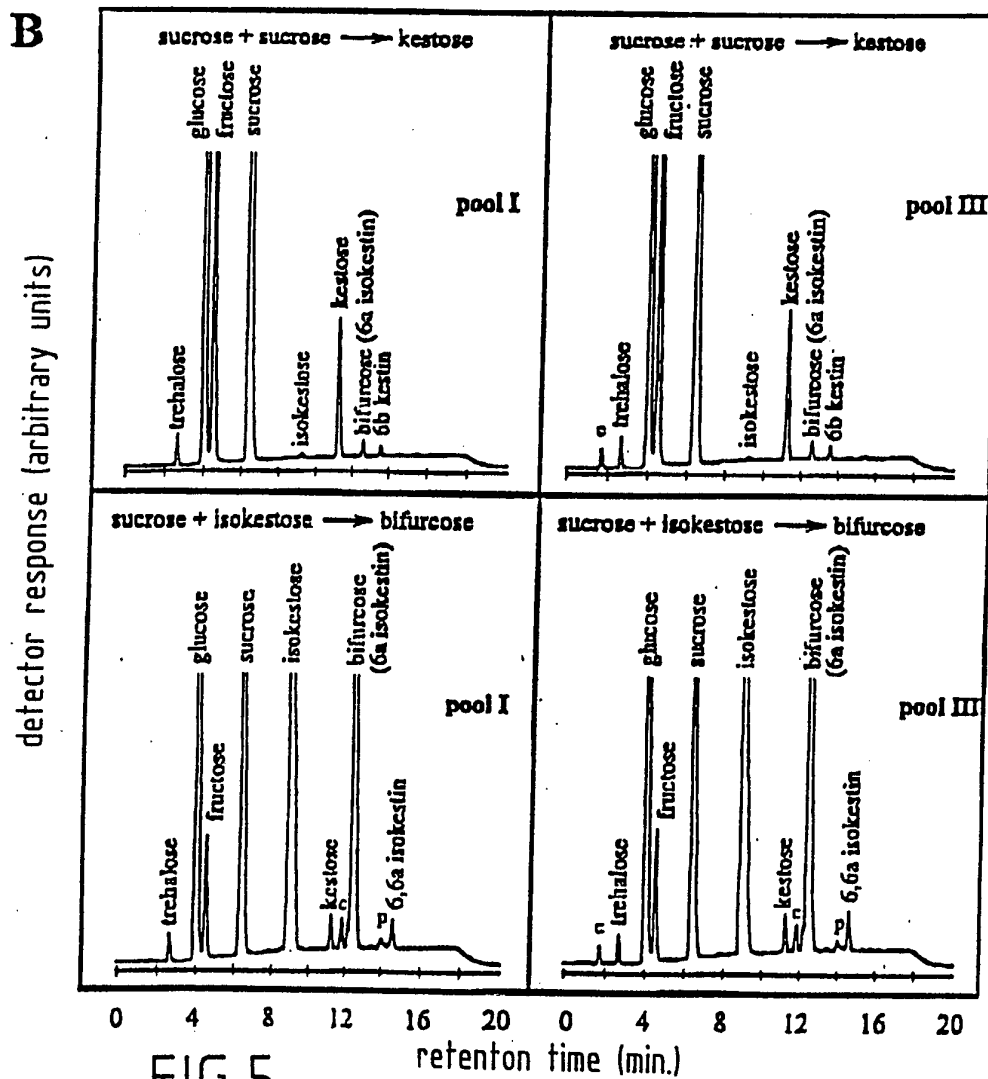 B
detector response (arbitrary units)
sucrose + sucrose ⟶ kestose
pool I
trehalose
glucose
fructose
sucrose
isokestose
kestose
bifurcose (6a isokestin)
6b kestin
sucrose + sucrose ⟶ kestose
pool III
c
trehalose
glucose
fructose
sucrose
isokestose
kestose
bifurcose (6a isokestin)
6b kestin
sucrose + isokestose ⟶ bifurcose
pool I
trehalose
glucose
fructose
sucrose
isokestose
kestose
c
bifurcose
(6a isokestin)
p
6,6a isokestin
sucrose + isokestose ⟶ bifurcose
pool III
c
trehalose
glucose
fructose
sucrose
isokestose
kestose
c
bifurcose
(6a isokestin)
p
6,6a isokestin
0 4 8 12 16 20
0 4 8 12 16 20
retenton time (min.)
FIG. 5